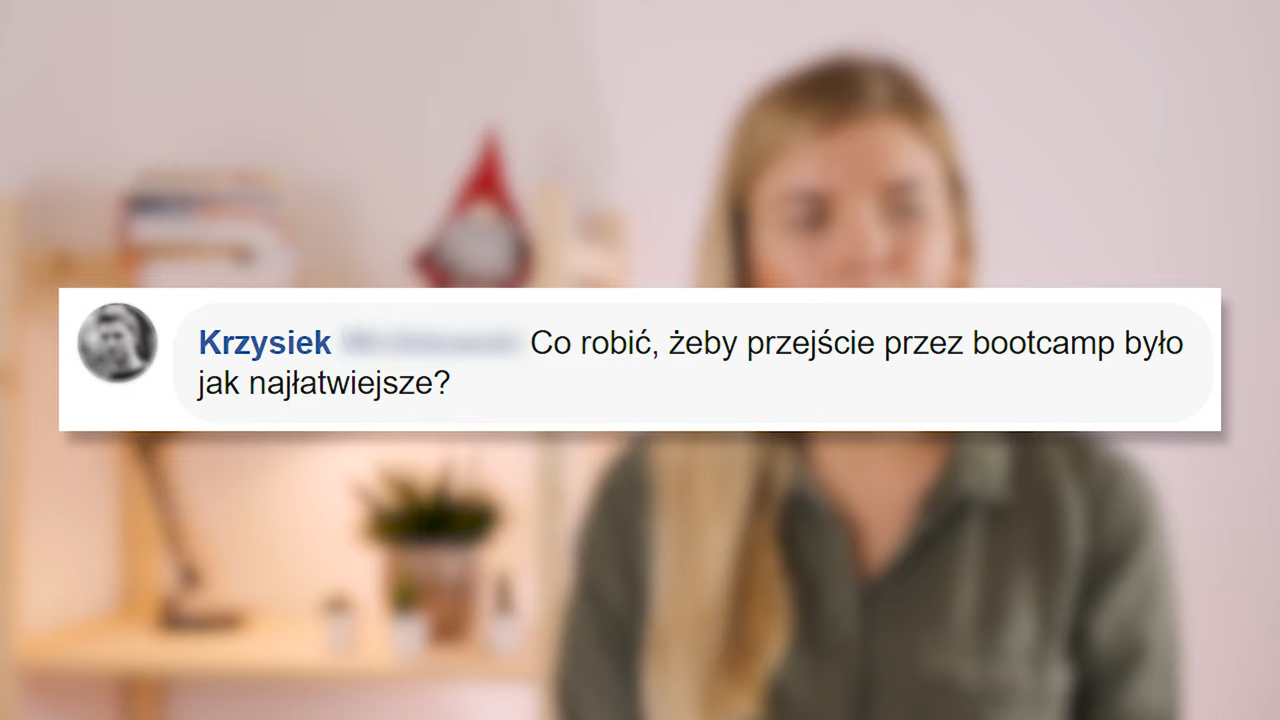 Krzysiek Co robić, żeby przejście przez bootcamp było
jak najłatwiejsze?